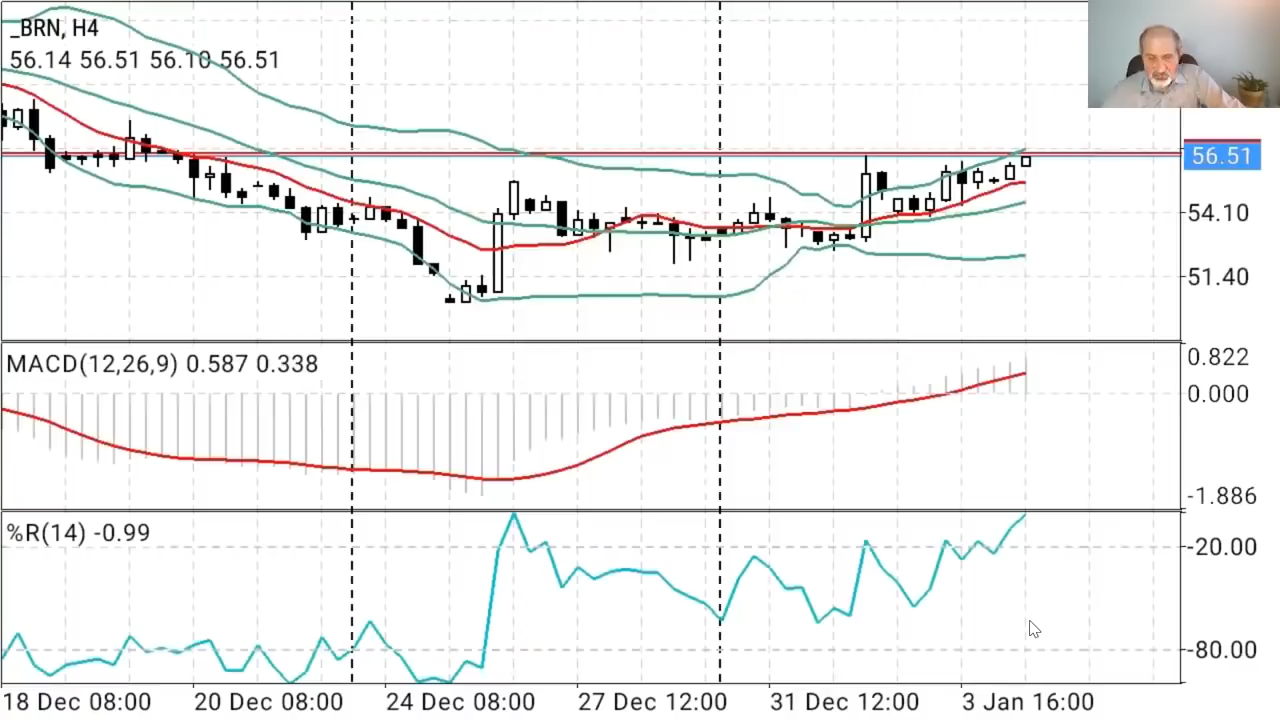 _BRN, H4
56.14 56.51 56.10 56.51
56.51
54.10
51.40
MACD(12,26,9) 0.587 0.338
0.822
0.000
-1.886
%R(14) -0.99
-20.00
-80.00
18 Dec 08:00 20 Dec 08:00 24 Dec 08:00 27 Dec 12:00 31 Dec 12:00 3 Jan 16:00